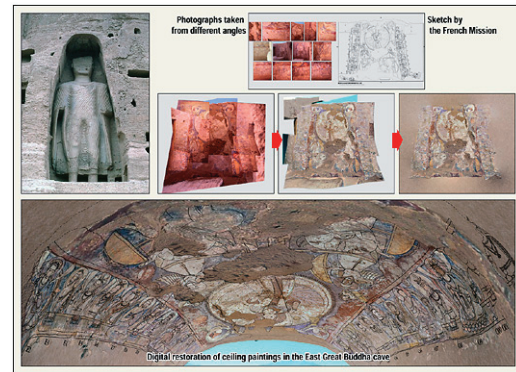 Photographs taken
from different angles
Sketch by
the French Mission
Digital restoration of ceiling paintings in the East Great Buddha cave